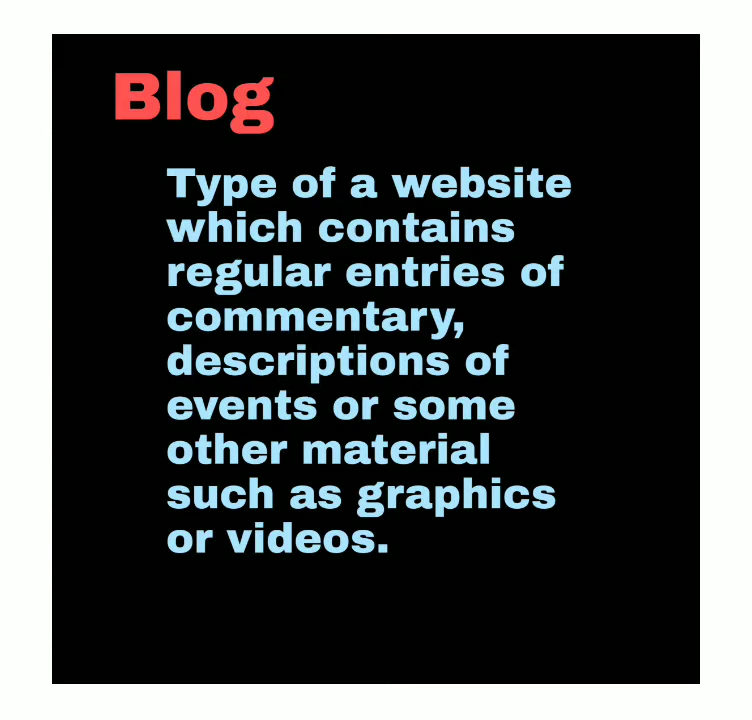 Blog
Type of a website
which contains
regular entries of
commentary,
descriptions of
events or some
other material
such as graphics
or videos.